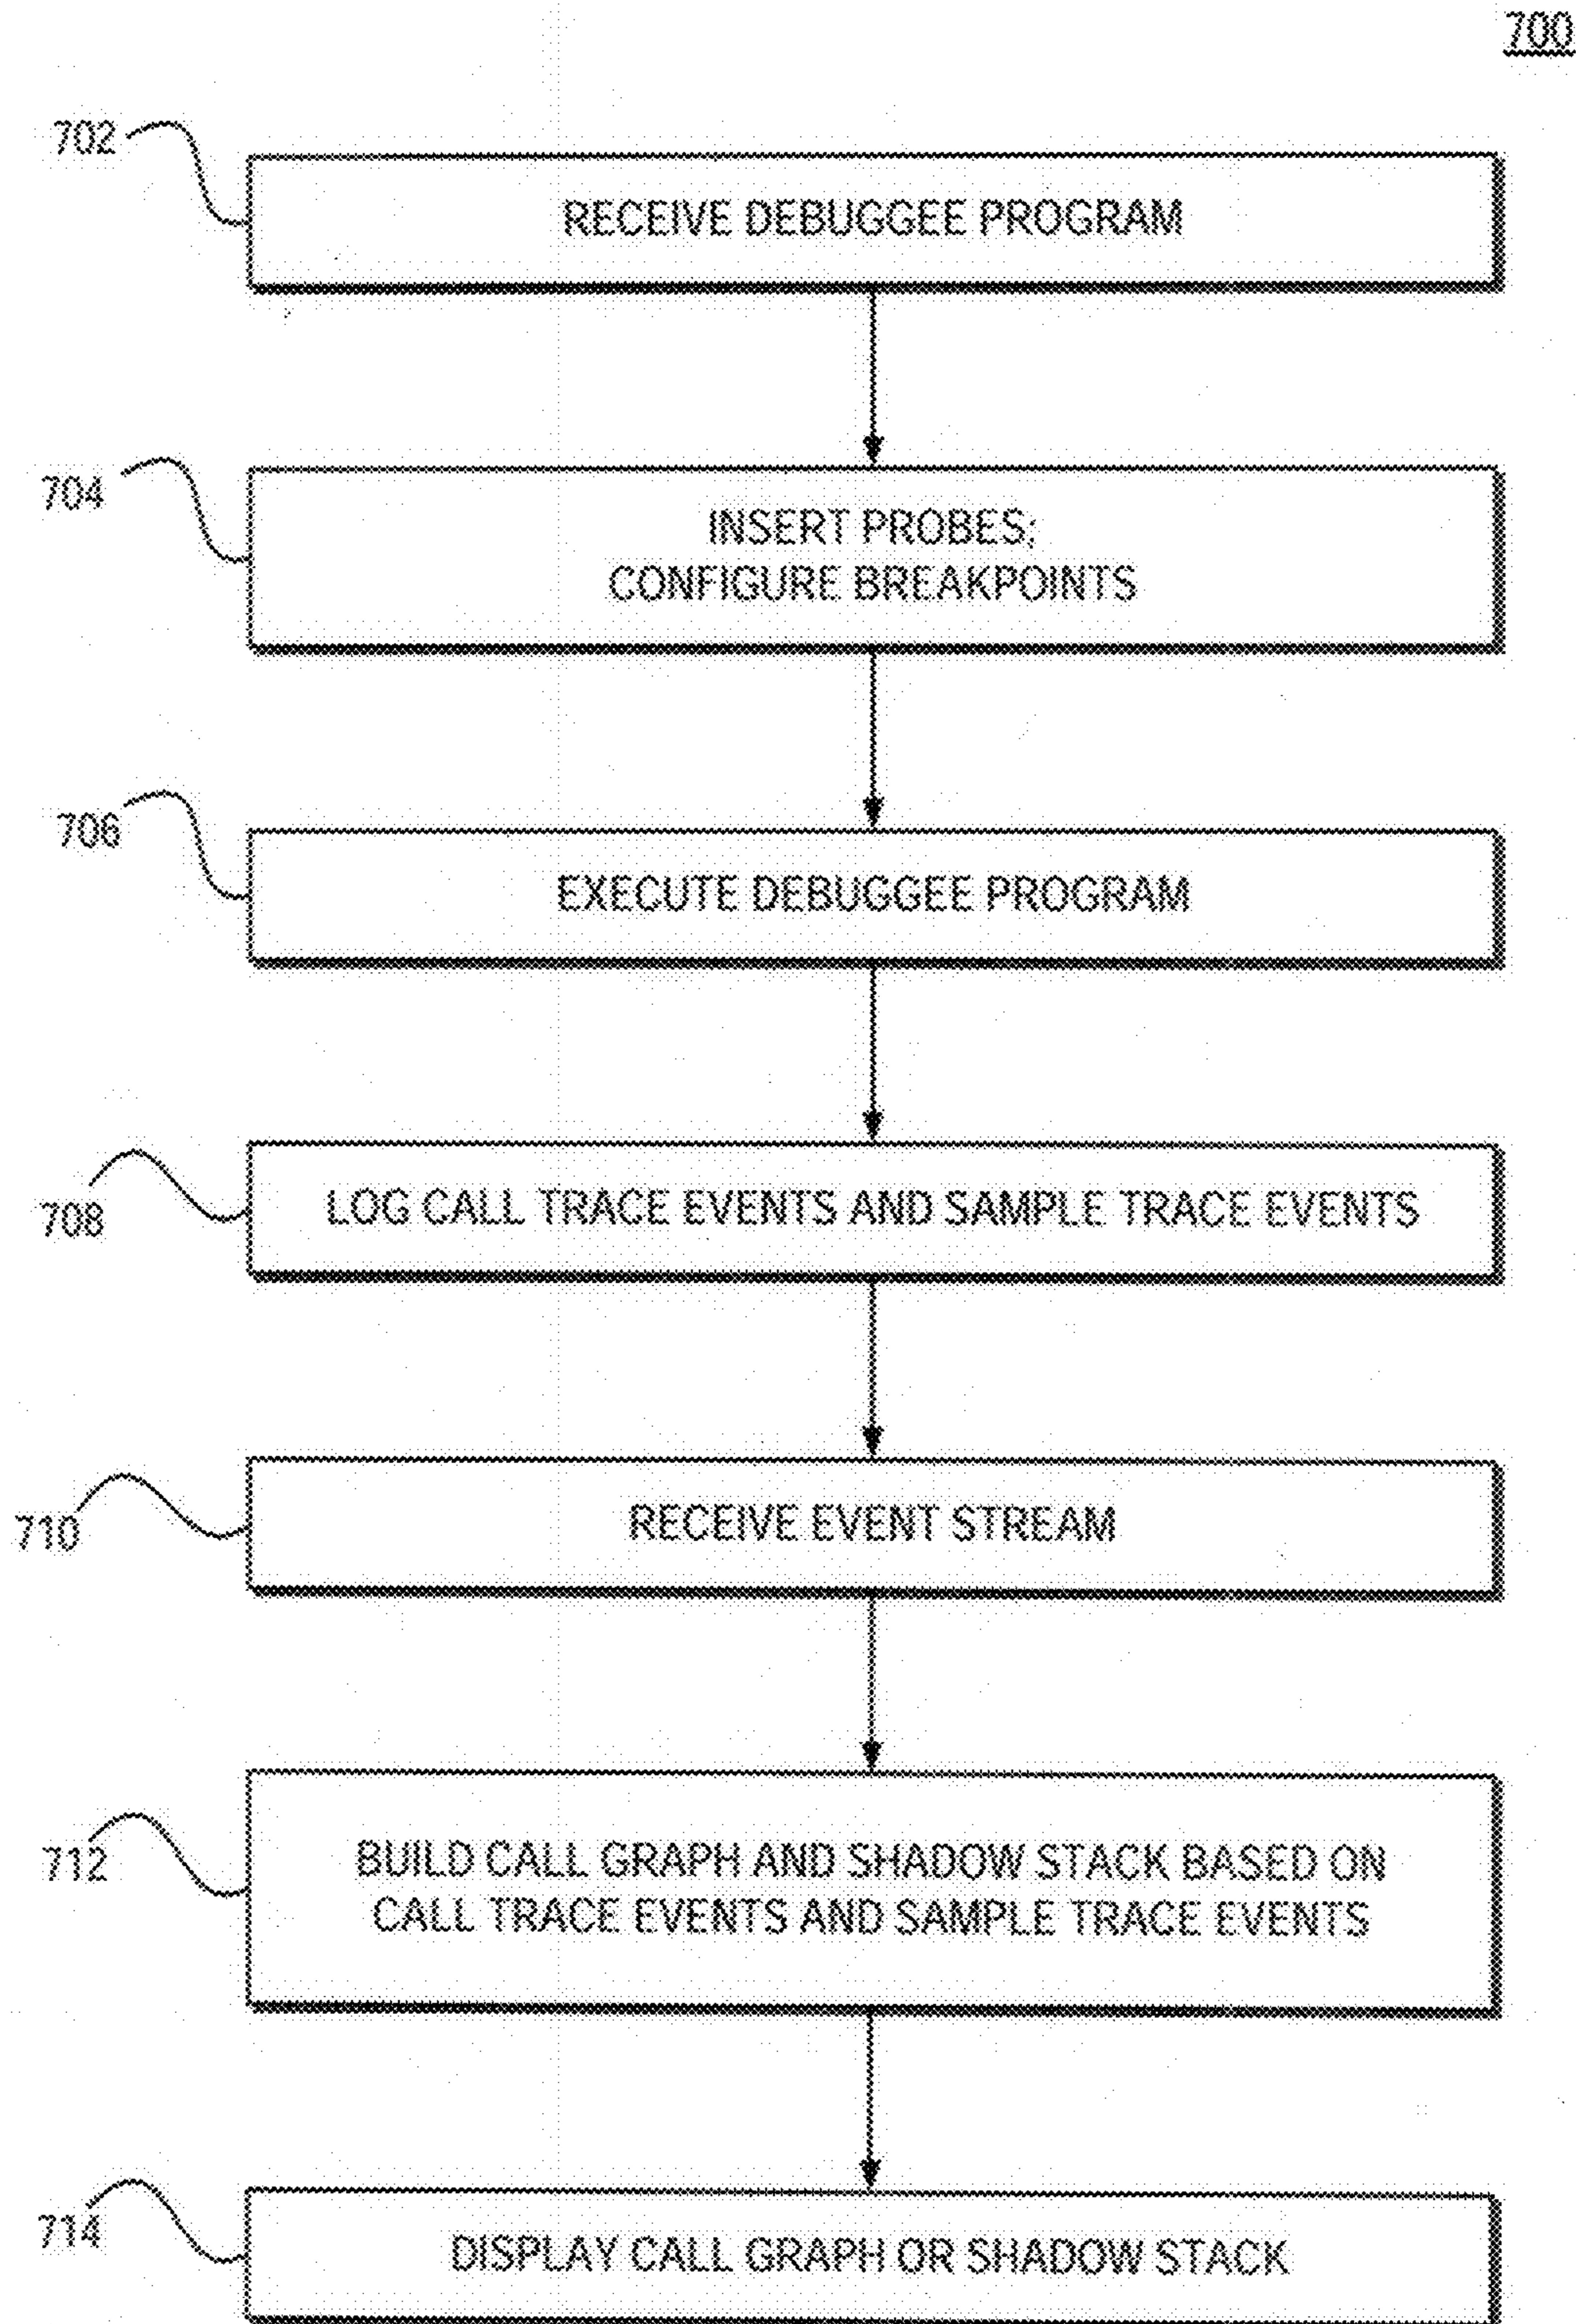 700
702
RECEIVE DEBUGGEE PROGRAM
704
INSERT PROBES;
CONFIGURE BREAKPOINTS
706
EXECUTE DEBUGGEE PROGRAM
708
LOG CALL TRACE EVENTS AND SAMPLE TRACE EVENTS
710
RECEIVE EVENT STREAM
712
BUILD CALL GRAPH AND SHADOW STACK BASED ON
CALL TRACE EVENTS AND SAMPLE TRACE EVENTS
714
DISPLAY CALL GRAPH OR SHADOW STACK